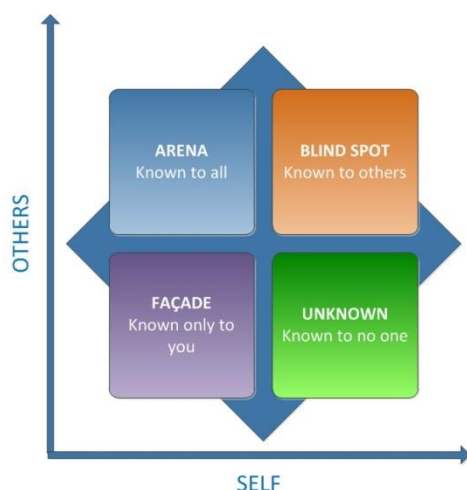 OTHERS
ARENA
Known to all
BLIND SPOT
Known to others
FAÇADE
Known only to
you
UNKNOWN
Known to no one
SELF